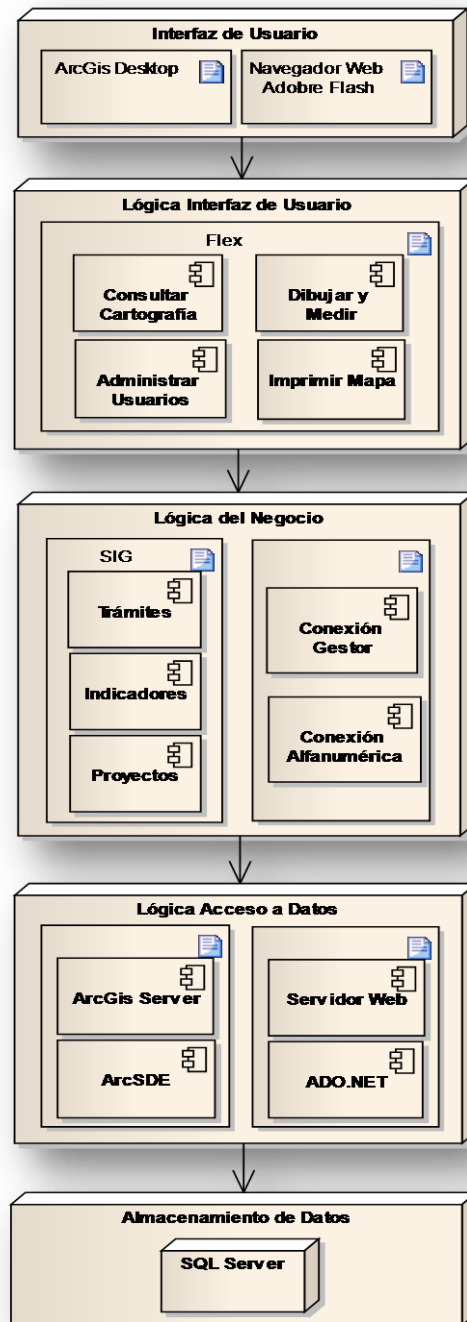 Interfaz de Usuario
ArcGis Desktop
Navegador Web
Adobre Flash
Lógica Interfaz de Usuario
Flex
Consultar
Cartografía
Dibujar y
Medir
Administrar
Usuarios
Imprimir Mapa
Lógica del Negocio
SIG
Trámites
Indicadores
Proyectos
Conexión
Gestor
Conexión
Alfanumérica
Lógica Acceso a Datos
ArcGis Server
ArcSDE
Servidor Web
ADO.NET
Almacenamiento de Datos
SQL Server